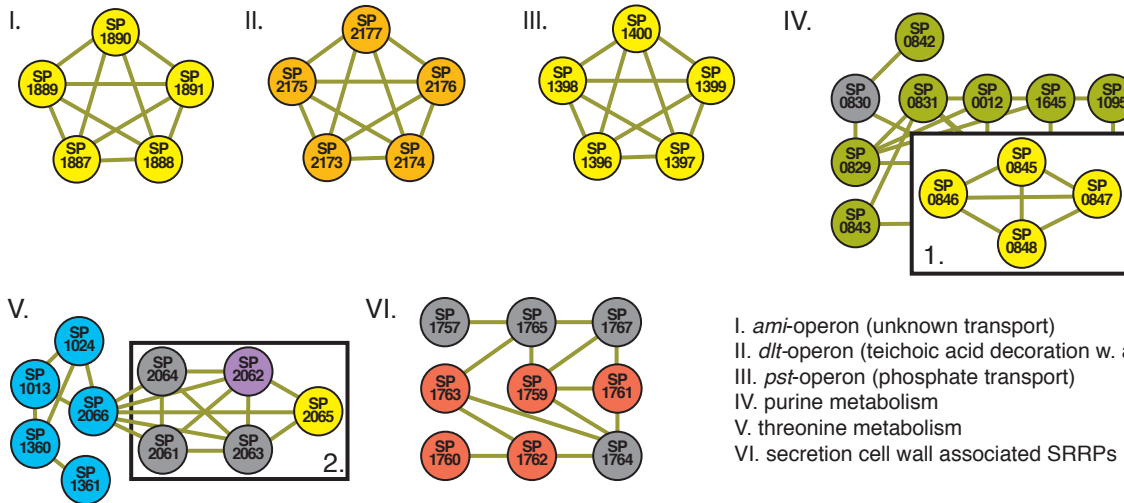 I.
SP
1890
SP
1889
SP
1891
SP
1887
SP
1888
II.
SP
2177
SP
2175
SP
2176
SP
2173
SP
2174
III.
SP
1400
SP
1398
SP
1399
SP
1396
SP
1397
IV.
SP
0842
SP
0830
SP
0831
SP
0012
SP
1645
SP
1095
SP
0829
SP
0843
SP
0845
SP
0846
SP
0847
SP
0848
1.
V.
SP
1024
SP
1013
SP
2066
SP
1360
SP
1361
SP
2064
SP
2062
SP
2065
SP
2061
SP
2063
2.
VI.
SP
1757
SP
1765
SP
1767
SP
1763
SP
1759
SP
1761
SP
1760
SP
1762
SP
1764
I. ami-operon (unknown transport)
II. dlt-operon (teichoic acid decoration w. a
III. pst-operon (phosphate transport)
IV. purine metabolism
V. threonine metabolism
VI. secretion cell wall associated SRRPs